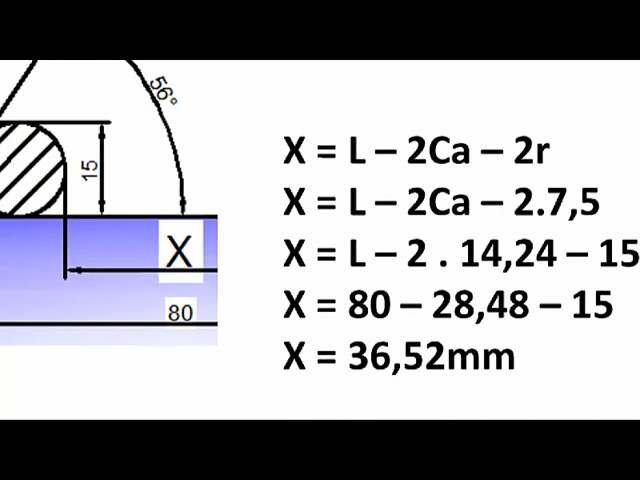 56°
15
X
80
X = L – 2Ca – 2r
X = L – 2Ca – 2.7,5
X = L – 2 . 14,24 – 15
X = 80 – 28,48 – 15
X = 36,52mm